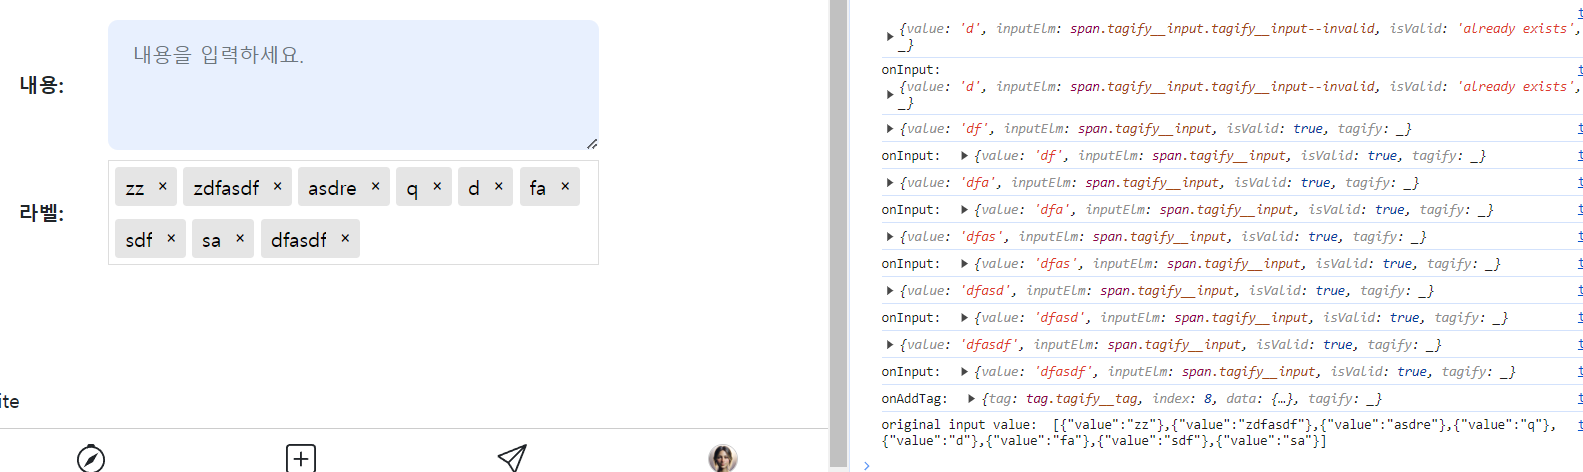 내용을 입력하세요.
내용:
라벨:
zz × zdfasdf × asdre × q × d × fa ×
sdf × sa × dfasdf ×
ite
{value: 'd', inputElm: span.tagify__input.tagify__input--invalid, isValid: 'already exists',
…}
onInput:
{value: 'd', inputElm: span.tagify__input.tagify__input--invalid, isValid: 'already exists',
…}
{value: 'df', inputElm: span.tagify__input, isValid: true, tagify: …}
onInput: {value: 'df', inputElm: span.tagify__input, isValid: true, tagify: …}
{value: 'dfa', inputElm: span.tagify__input, isValid: true, tagify: …}
onInput: {value: 'dfa', inputElm: span.tagify__input, isValid: true, tagify: …}
{value: 'dfas', inputElm: span.tagify__input, isValid: true, tagify: …}
onInput: {value: 'dfas', inputElm: span.tagify__input, isValid: true, tagify: …}
{value: 'dfasd', inputElm: span.tagify__input, isValid: true, tagify: …}
onInput: {value: 'dfasd', inputElm: span.tagify__input, isValid: true, tagify: …}
{value: 'dfasdf', inputElm: span.tagify__input, isValid: true, tagify: …}
onInput: {value: 'dfasdf', inputElm: span.tagify__input, isValid: true, tagify: …}
onAddTag: {tag: tag.tagify__tag, index: 8, data: {…}, tagify: …}
original input value: [{"value":"zz"},{"value":"zdfasdf"},{"value":"asdre"},{"value":"q"},
{"value":"d"},{"value":"fa"},{"value":"sdf"},{"value":"sa"}]